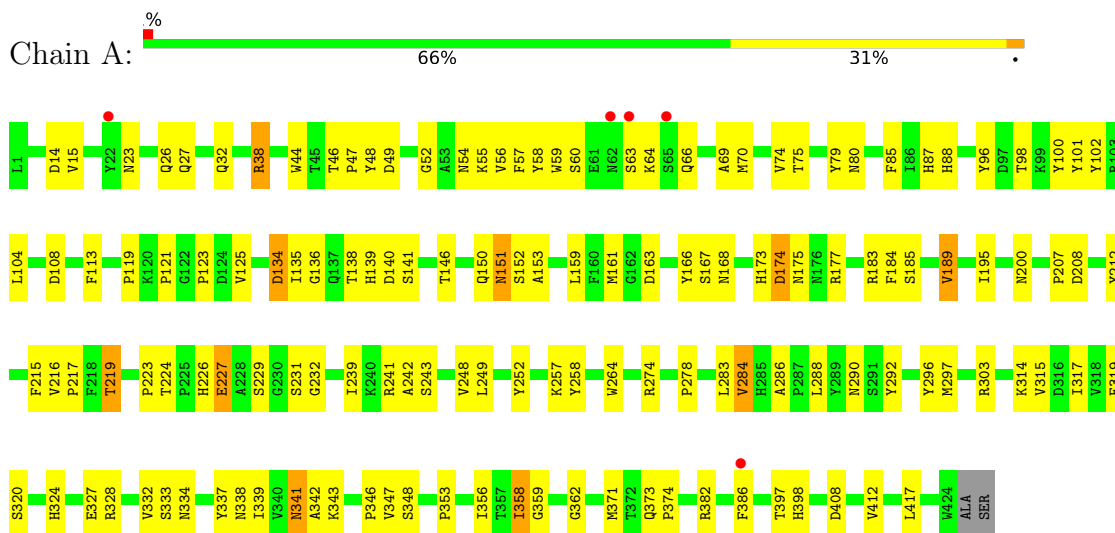 .%
Chain A:
66% 31% •
L1 D14 V15 Y22 N23 Q26 Q27 Q32 R38 W44 T45 T46 P47 Y48 D49 G52 A53 N54 K55 V56 F57 Y58 W59 S60 E61 N62 S63 K64 S65 Q66 A69 M70 V74 T75 Y79 N80 F85 I86 H87 H88 Y96 D97 T98 K99 Y100 Y101 Y102
L104 D108 F113 P119 K120 P121 G122 P123 D124 V125 D134 I135 G136 Q137 T138 H139 D140 S141 T146 Q150 N151 S152 A153 L159 F160 M161 G162 D163 Y166 S167 N168 H173 D174 N175 N176 R177 R183 F184 S185 V189 I195 N200 P207 D208
F215 V216 P217 F218 T219 P223 T224 P225 H226 E227 A228 S229 G230 S231 G232 I239 K240 R241 A242 S243 V248 L249 Y252 K257 Y258 W264 R274 P278 L283 V284 H285 A286 P287 L288 Y289 N290 S291 Y292 Y296 M297 R303 K314 V315 D316 I317 V318
S320 H324 E327 R328 V332 S333 N334 Y337 N338 I339 V340 N341 A342 K343 P346 V347 S348 P353 I356 T357 I358 G359 G362 M371 T372 Q373 P374 R382 F386 T397 H398 D408 V412 L417 W424 ALA SER